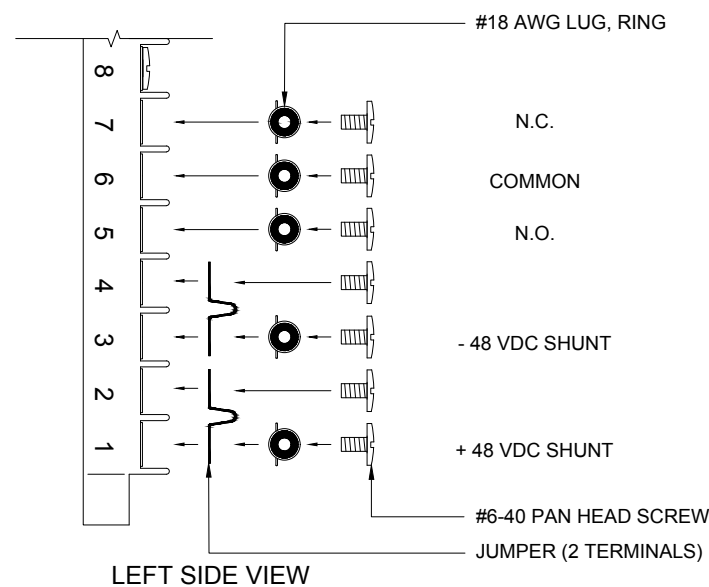 #18 AWG LUG, RING
8
7
N.C.
6
COMMON
5
N.O.
4
3
- 48 VDC SHUNT
2
1
+ 48 VDC SHUNT
#6-40 PAN HEAD SCREW
JUMPER (2 TERMINALS)
LEFT SIDE VIEW